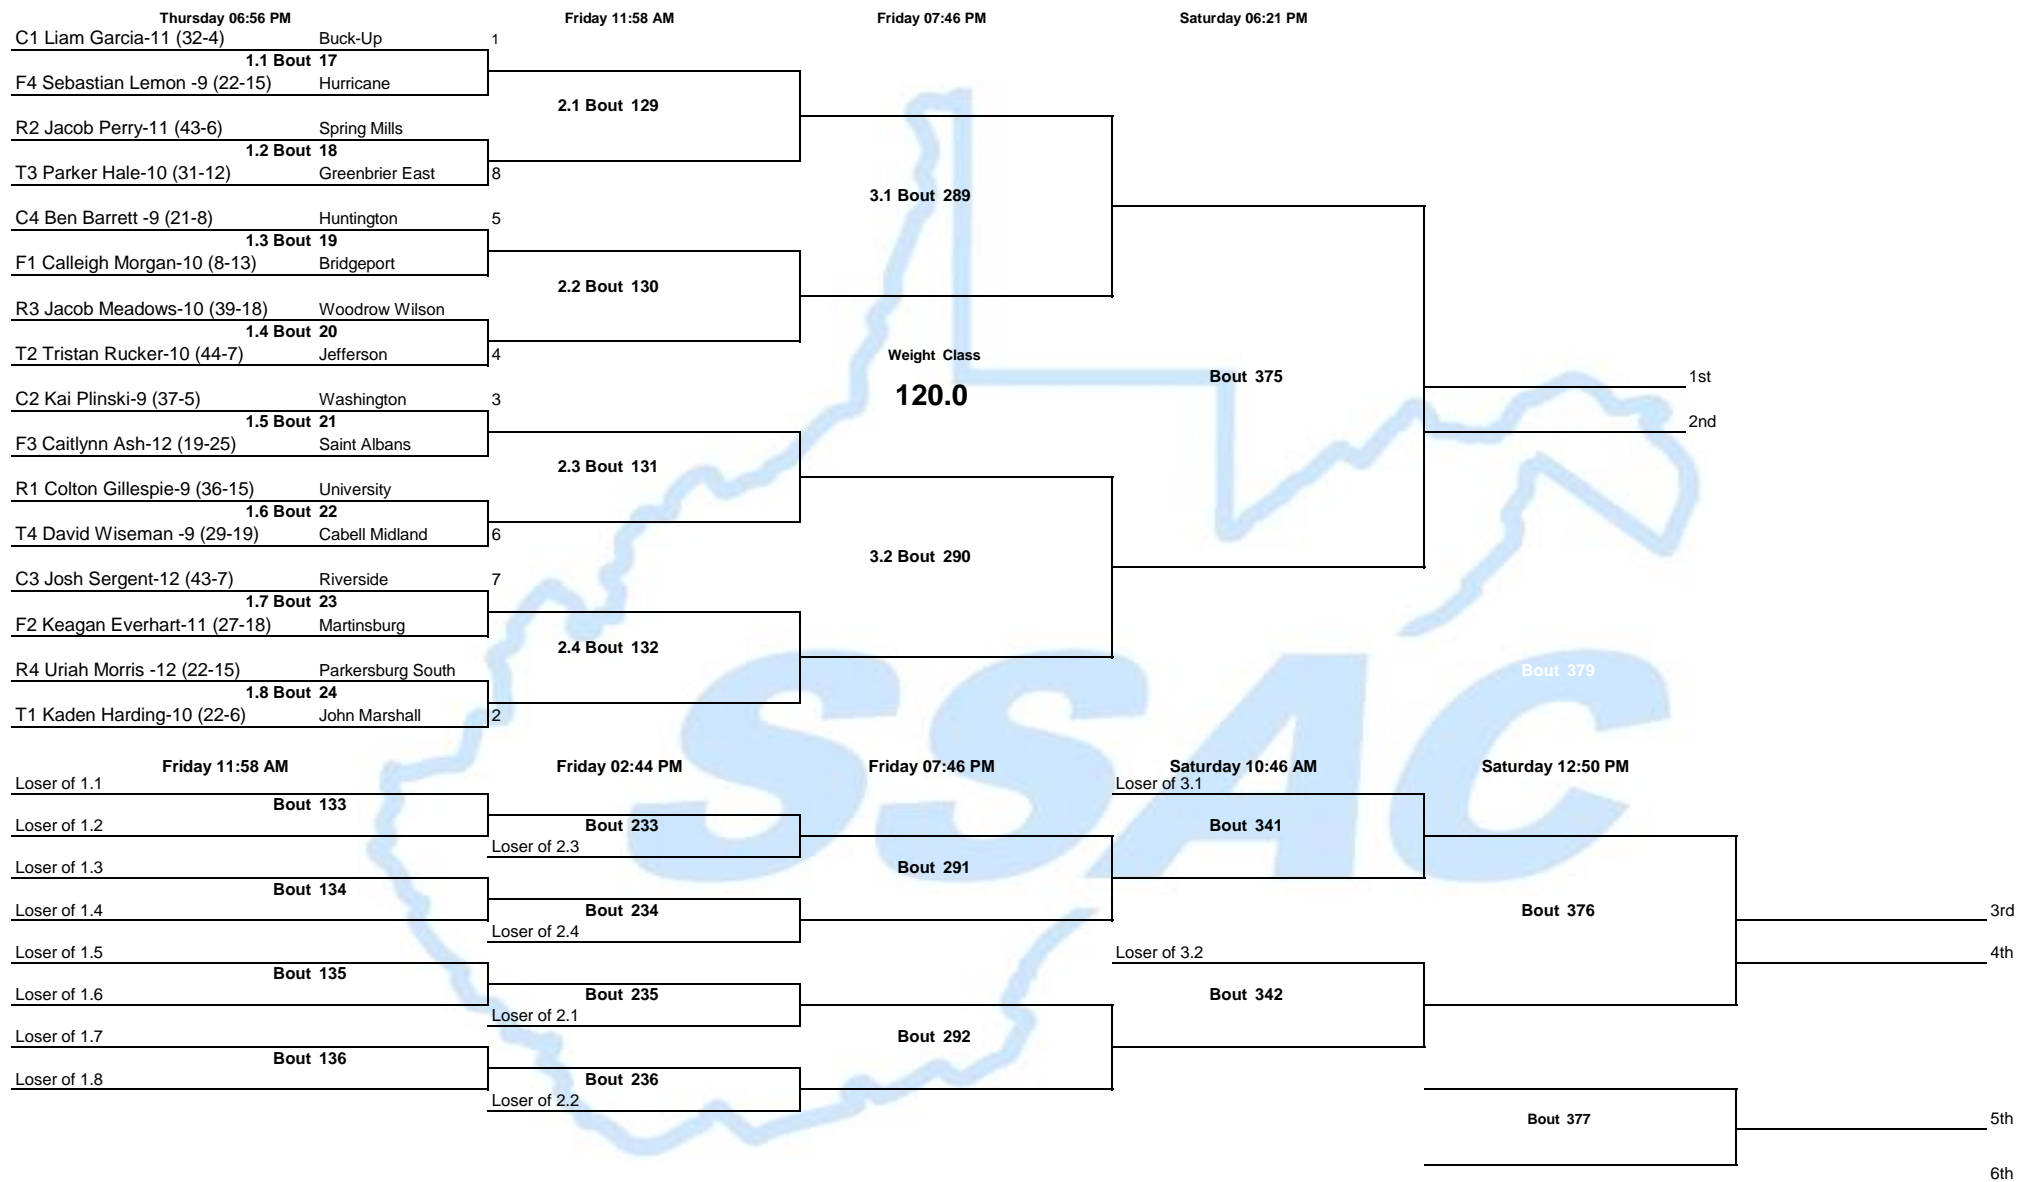 Thursday 06:56 PM Friday 11:58 AM Friday 07:46 PM Saturday 06:21 PM
C1 Liam Garcia-11 (32-4) Buck-Up 1
1.1 Bout 17
F4 Sebastian Lemon -9 (22-15) Hurricane
2.1 Bout 129
R2 Jacob Perry-11 (43-6) Spring Mills
1.2 Bout 18
T3 Parker Hale-10 (31-12) Greenbrier East 8
3.1 Bout 289
C4 Ben Barrett -9 (21-8) Huntington 5
1.3 Bout 19
F1 Calleigh Morgan-10 (8-13) Bridgeport
2.2 Bout 130
R3 Jacob Meadows-10 (39-18) Woodrow Wilson
1.4 Bout 20
T2 Tristan Rucker-10 (44-7) Jefferson 4
Weight Class
Bout 375 1st
120.0
C2 Kai Plinski-9 (37-5) Washington 3
1.5 Bout 21 2nd
F3 Caitlynn Ash-12 (19-25) Saint Albans
2.3 Bout 131
R1 Colton Gillespie-9 (36-15) University
1.6 Bout 22
T4 David Wiseman -9 (29-19) Cabell Midland 6
3.2 Bout 290
C3 Josh Sergent-12 (43-7) Riverside 7
1.7 Bout 23
F2 Keagan Everhart-11 (27-18) Martinsburg
2.4 Bout 132
R4 Uriah Morris -12 (22-15) Parkersburg South Bout 379
1.8 Bout 24
T1 Kaden Harding-10 (22-6) John Marshall 2
SSAC
Friday 11:58 AM Friday 02:44 PM Friday 07:46 PM Saturday 10:46 AM Saturday 12:50 PM
Loser of 1.1 Loser of 3.1
Bout 133
Loser of 1.2 Bout 233 Bout 341
Loser of 2.3
Loser of 1.3 Bout 291
Bout 134
Loser of 1.4 Bout 234 Bout 376 3rd
Loser of 2.4
Loser of 1.5 Loser of 3.2 4th
Bout 135
Loser of 1.6 Bout 235 Bout 342
Loser of 2.1
Loser of 1.7 Bout 292
Bout 136
Loser of 1.8 Bout 236
Loser of 2.2
Bout 377 5th
6th